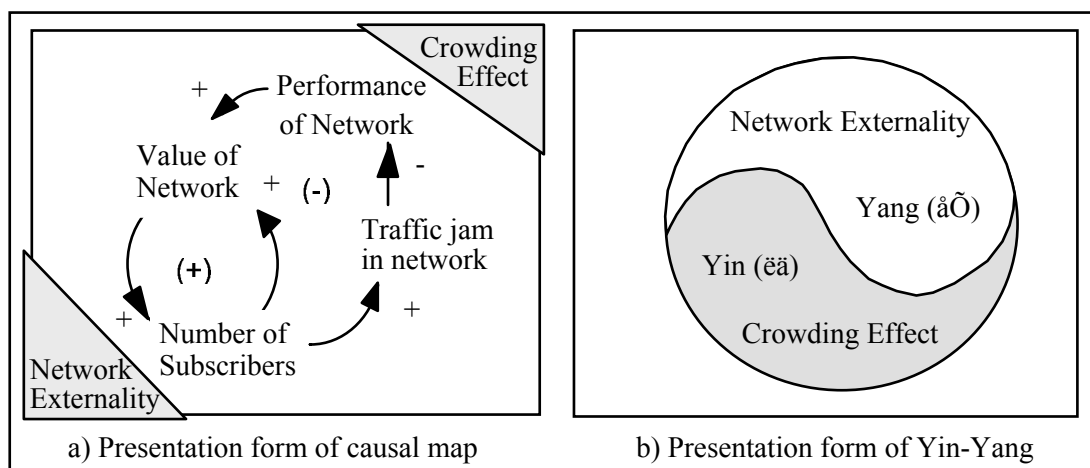 Crowding
Effect
+
Performance
of Network
-
Value of
Network
+
(-)
Traffic jam
in network
+
(+)
+
Number of
Subscribers
Network
Externality
a) Presentation form of causal map
Network Externality
Yang (åÕ)
Yin (ëä)
Crowding Effect
b) Presentation form of Yin-Yang